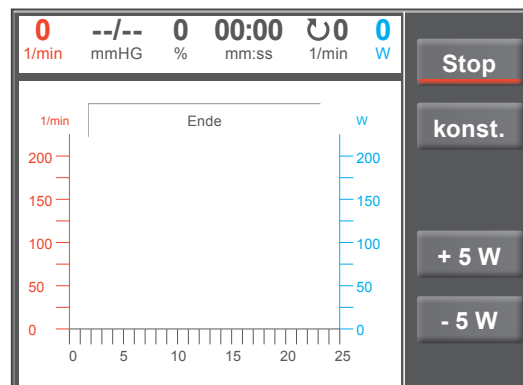 0 --/-- 0 00:00 ↻0 0
1/min mmHG % mm:ss 1/min W
Stop
konst.
1/min Ende W
200 200
150 150
100 100
50 50
0 0
0 5 10 15 20 25
+ 5 W
- 5 W